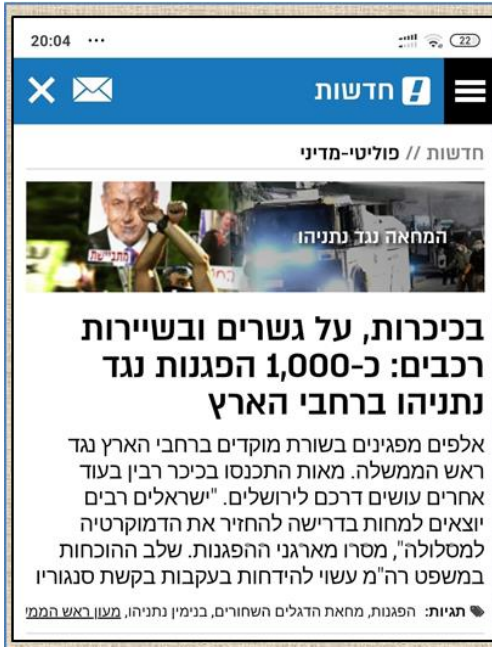 20:04 ...
22
חדשות
חדשות // פוליטי-מדיני
המחאה נגד נתניהו
מתביישת
בכיכרות, על גשרים ובשיירות
רכבים: כ-1,000 הפגנות נגד
נתניהו ברחבי הארץ
אלפים מפגינים בשורת מוקדים ברחבי הארץ נגד
ראש הממשלה. מאות התכנסו בכיכר רבין בעוד
אחרים עושים דרכם לירושלים. "ישראלים רבים
יוצאים למחות בדרישה להחזיר את הדמוקרטיה
למסלולה", מסרו מארגני ההפגנות. שלב ההוכחות
במשפט רה"מ עשוי להידחות בעקבות בקשת סנגוריו
תגיות: הפגנות, מחאת הדגלים השחורים, בנימין נתניהו, מעון ראש הממי